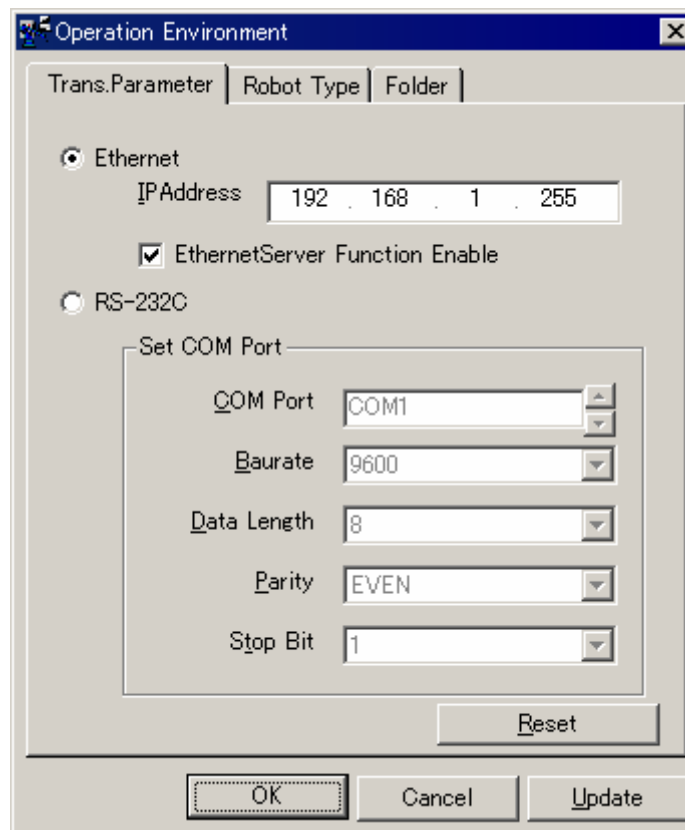 Operation Environment
Trans.Parameter Robot Type Folder
Ethernet
IPAddress 192 . 168 . 1 . 255
EthernetServer Function Enable
RS-232C
Set COM Port
COM Port COM1
Baurate 9600
Data Length 8
Parity EVEN
Stop Bit 1
Reset
OK Cancel Update